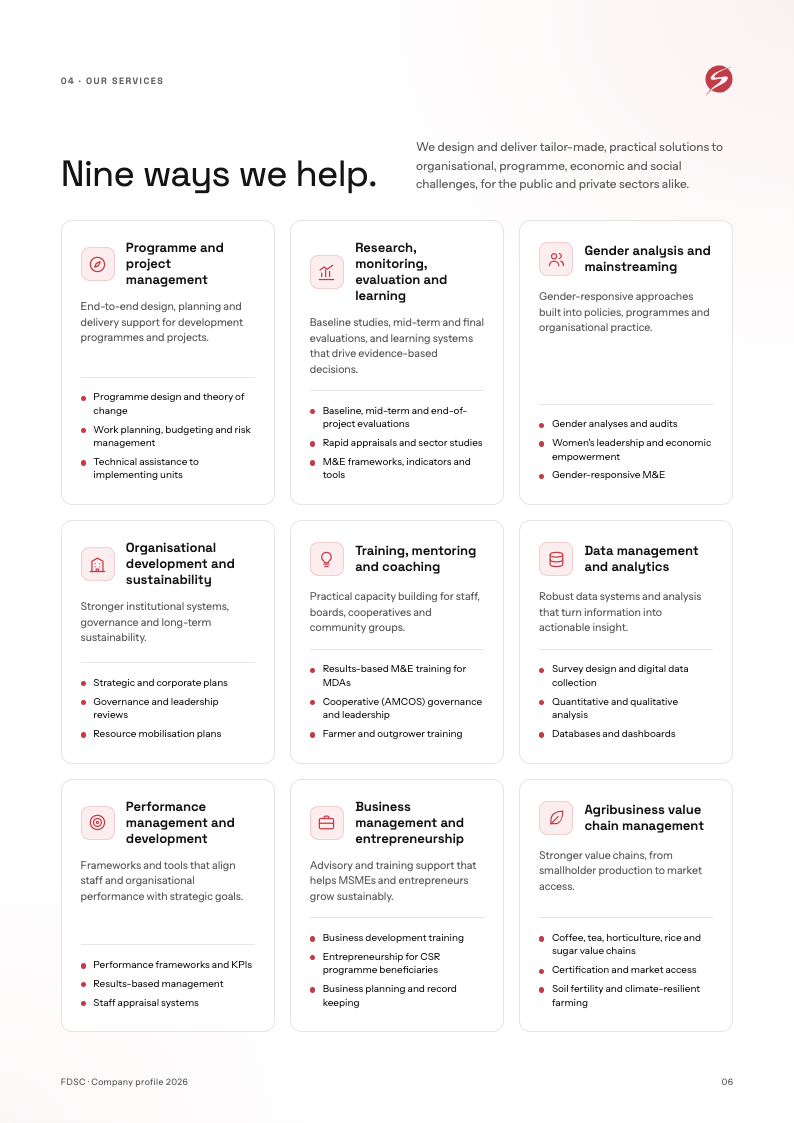 04 · OUR SERVICES
Nine ways we help.
We design and deliver tailor-made, practical solutions to
organisational, programme, economic and social
challenges, for the public and private sectors alike.
Programme and
project
management
End-to-end design, planning and
delivery support for development
programmes and projects.
Programme design and theory of
change
Work planning, budgeting and risk
management
Technical assistance to
implementing units
Research,
monitoring,
evaluation and
learning
Baseline studies, mid-term and final
evaluations, and learning systems
that drive evidence-based
decisions.
Baseline, mid-term and end-of-
project evaluations
Rapid appraisals and sector studies
M&E frameworks, indicators and
tools
Gender analysis and
mainstreaming
Gender-responsive approaches
built into policies, programmes and
organisational practice.
Gender analyses and audits
Women's leadership and economic
empowerment
Gender-responsive M&E
Organisational
development and
sustainability
Stronger institutional systems,
governance and long-term
sustainability.
Strategic and corporate plans
Governance and leadership
reviews
Resource mobilisation plans
Training, mentoring
and coaching
Practical capacity building for staff,
boards, cooperatives and
community groups.
Results-based M&E training for
MDAs
Cooperative (AMCOS) governance
and leadership
Farmer and outgrower training
Data management
and analytics
Robust data systems and analysis
that turn information into
actionable insight.
Survey design and digital data
collection
Quantitative and qualitative
analysis
Databases and dashboards
Performance
management and
development
Frameworks and tools that align
staff and organisational
performance with strategic goals.
Performance frameworks and KPIs
Results-based management
Staff appraisal systems
Business
management and
entrepreneurship
Advisory and training support that
helps MSMEs and entrepreneurs
grow sustainably.
Business development training
Entrepreneurship for CSR
programme beneficiaries
Business planning and record
keeping
Agribusiness value
chain management
Stronger value chains, from
smallholder production to market
access.
Coffee, tea, horticulture, rice and
sugar value chains
Certification and market access
Soil fertility and climate-resilient
farming
FDSC · Company profile 2026
06